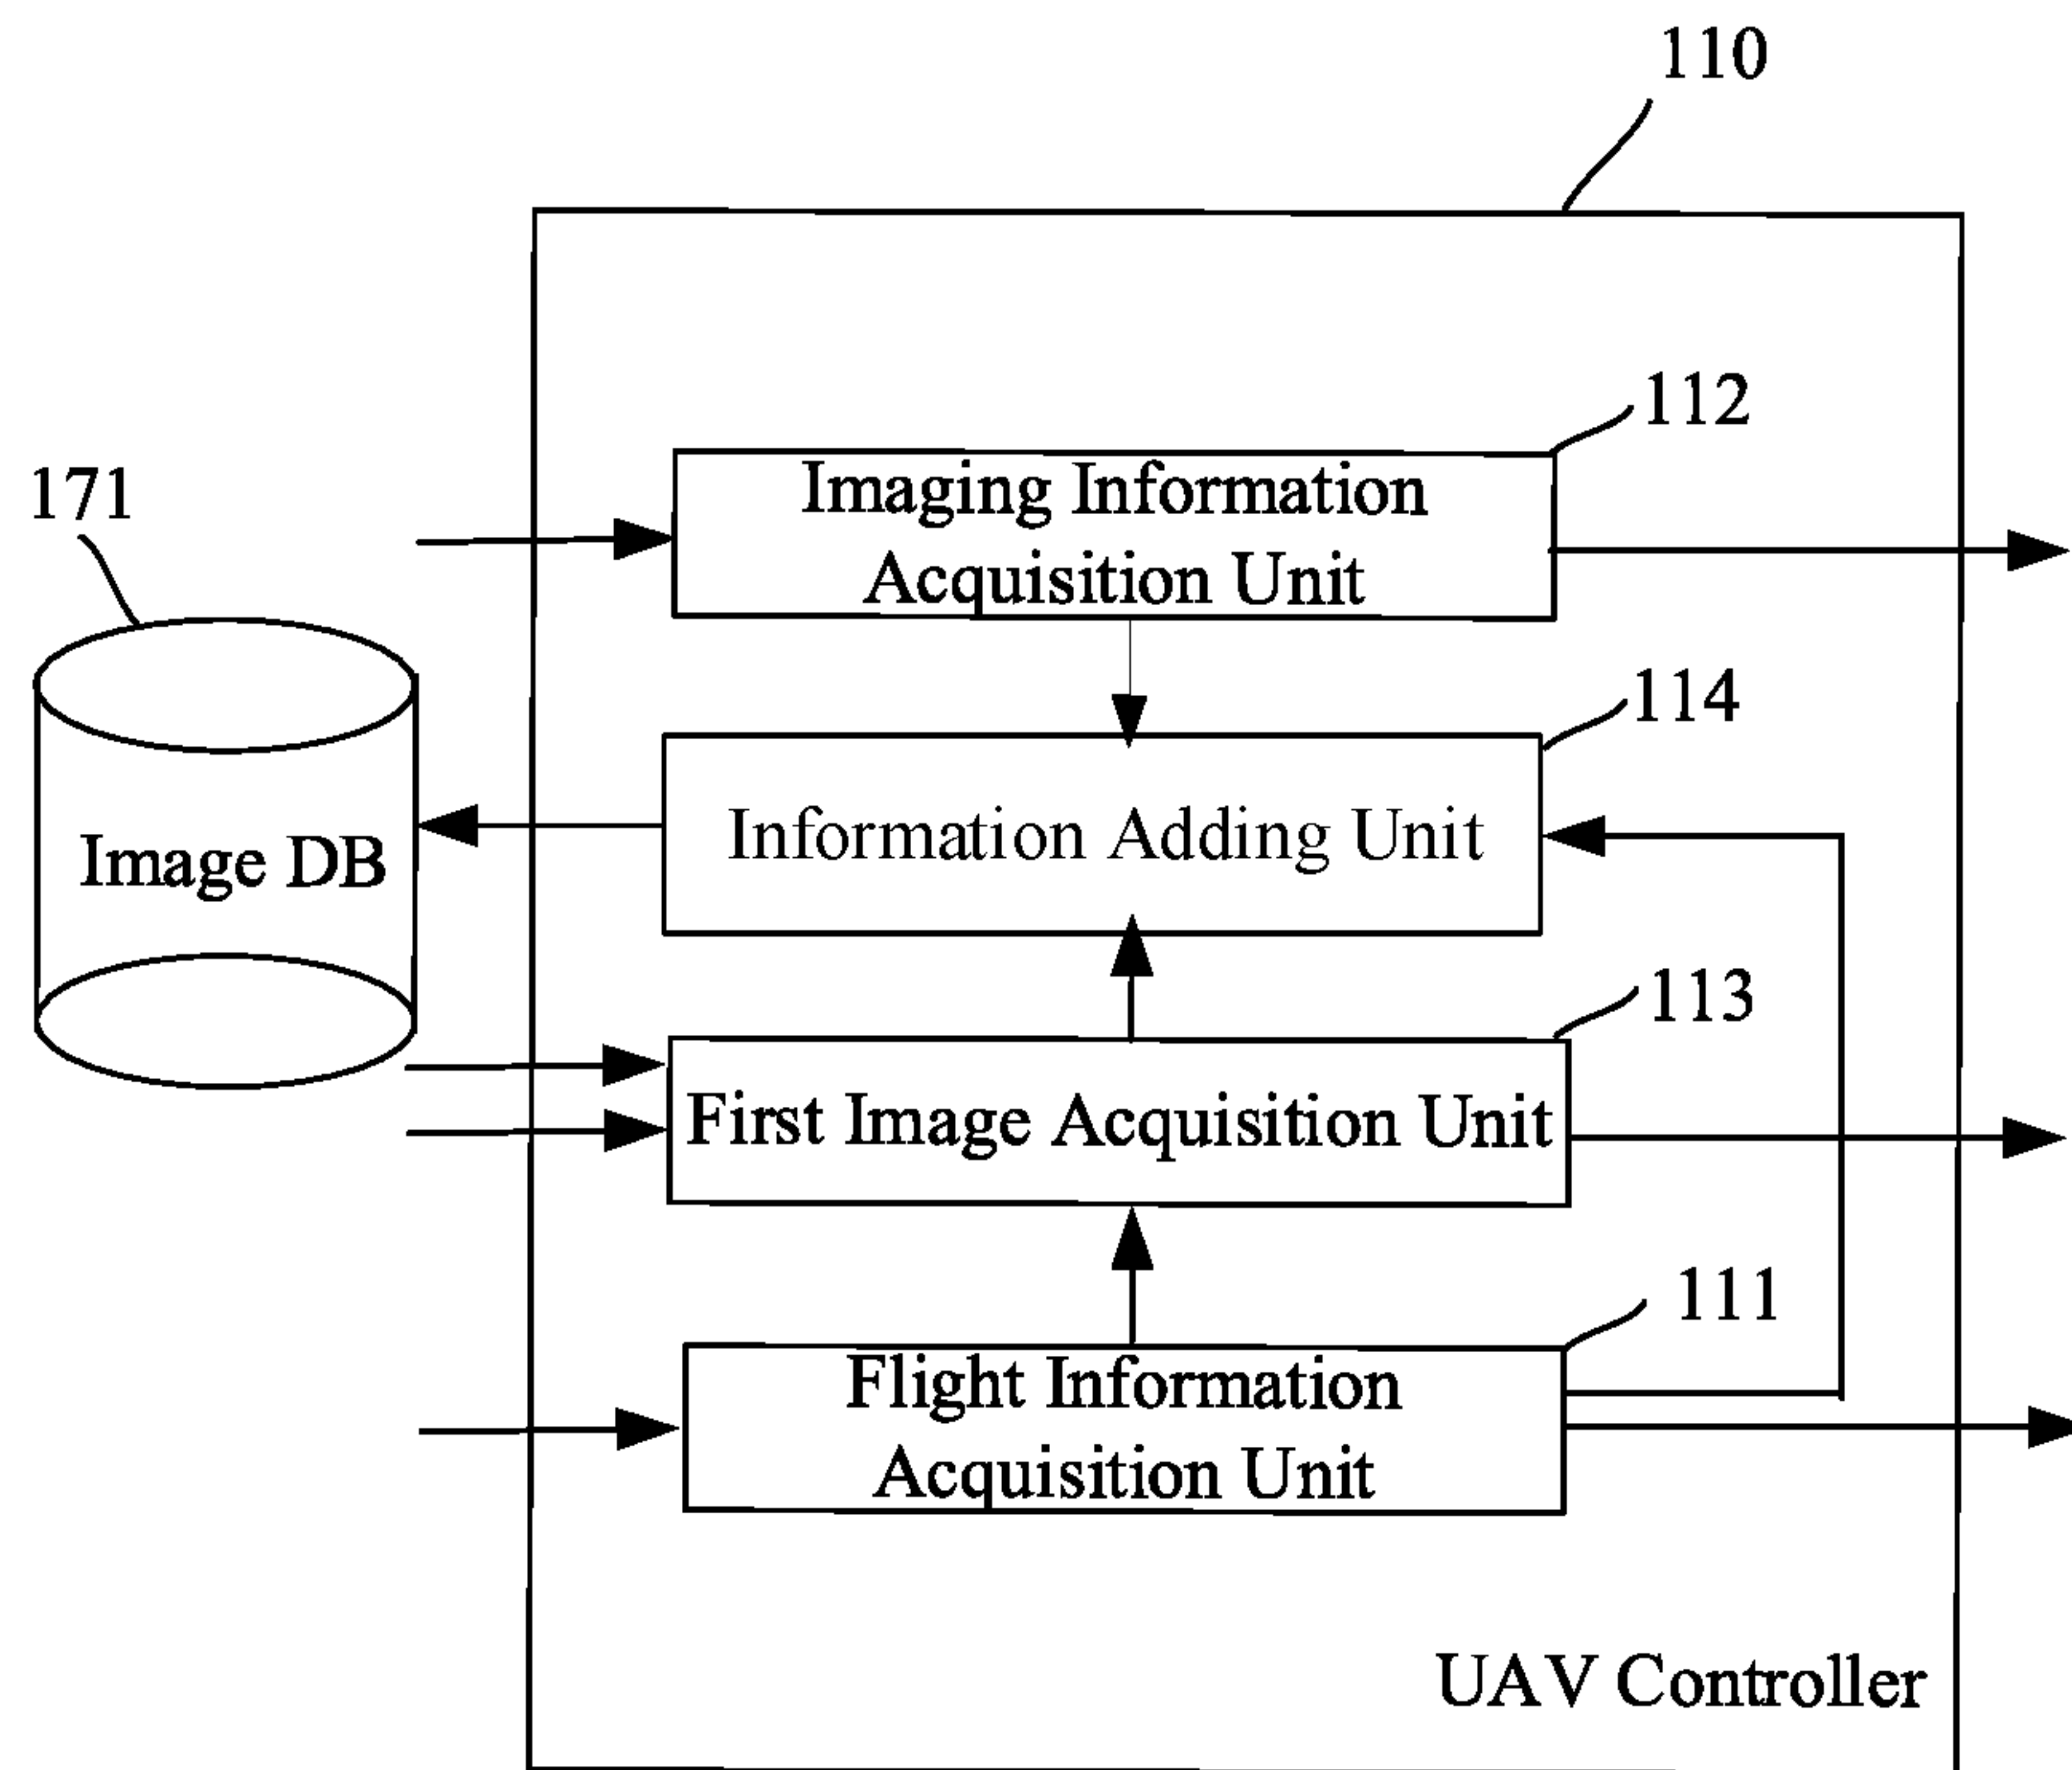 110
112
Imaging Information
Acquisition Unit
171
114
Information Adding Unit
Image DB
113
First Image Acquisition Unit
111
Flight Information
Acquisition Unit
UAV Controller